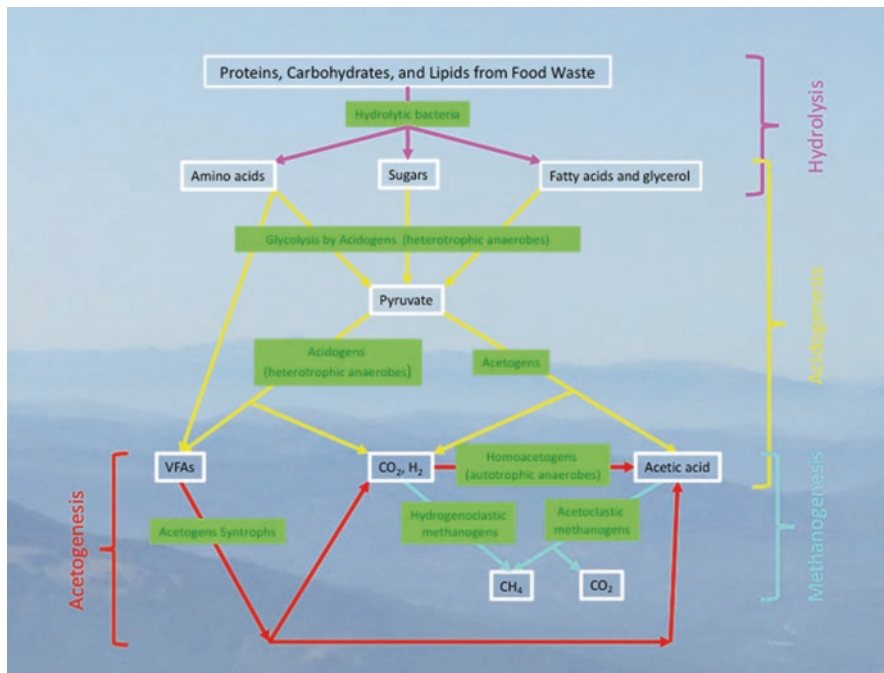 Proteins, Carbohydrates, and Lipids from Food Waste
Hydrolytic bacteria
Hydrolysis
Amino acids
Sugars
Fatty acids and glycerol
Glycolysis by Acidogens (heterotrophic anaerobes)
Pyruvate
Acidogenesis
Acidogens
(heterotrophic anaerobes)
Acetogens
VFAs
CO₂, H₂
Homoacetogens
(autotrophic anaerobes)
Acetic acid
Acetogenesis
Acetogens Syntrophs
Hydrogenoclastic
methanogens
Acetoclastic
methanogens
Methanogenesis
CH₄
CO₂